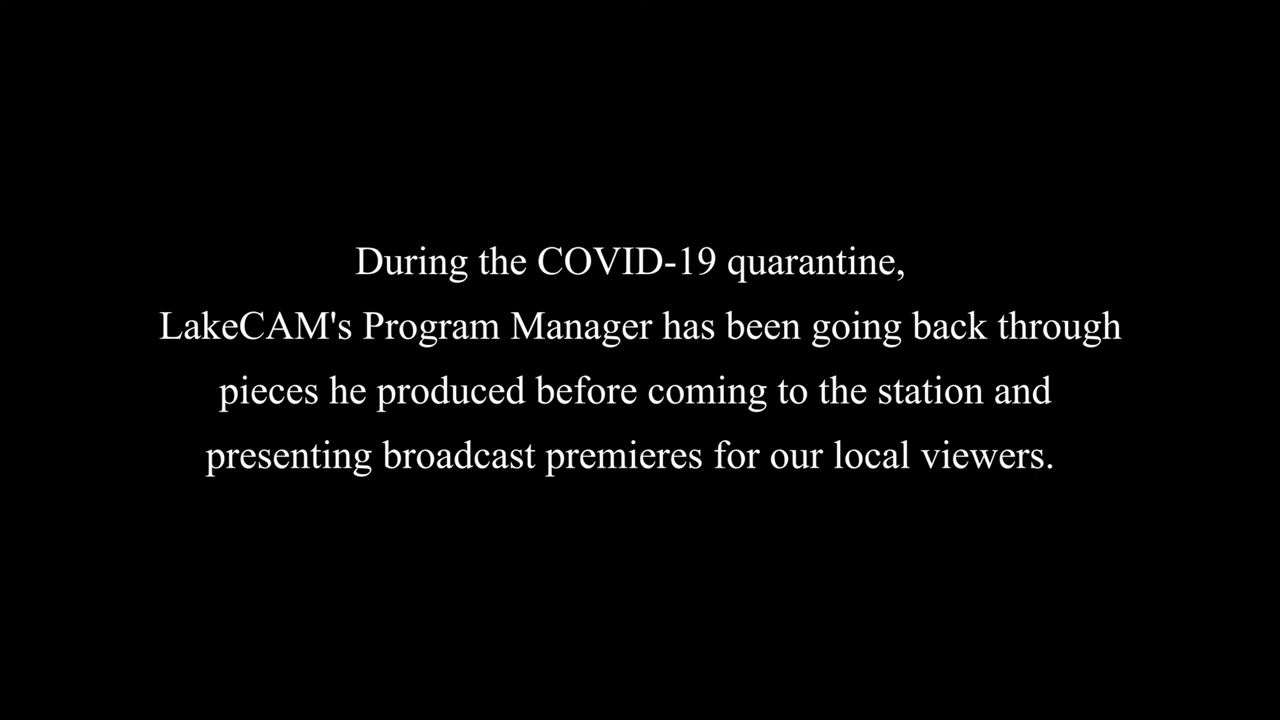 During the COVID-19 quarantine,
LakeCAM's Program Manager has been going back through
pieces he produced before coming to the station and
presenting broadcast premieres for our local viewers.